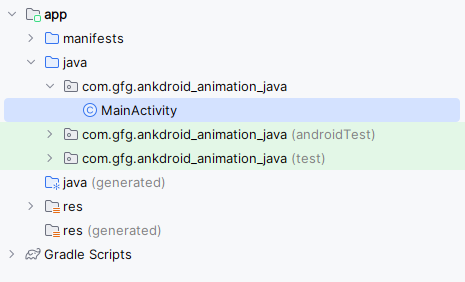 app
manifests
java
com.gfg.ankdroid_animation_java
MainActivity
com.gfg.ankdroid_animation_java (androidTest)
com.gfg.ankdroid_animation_java (test)
java (generated)
res
res (generated)
Gradle Scripts